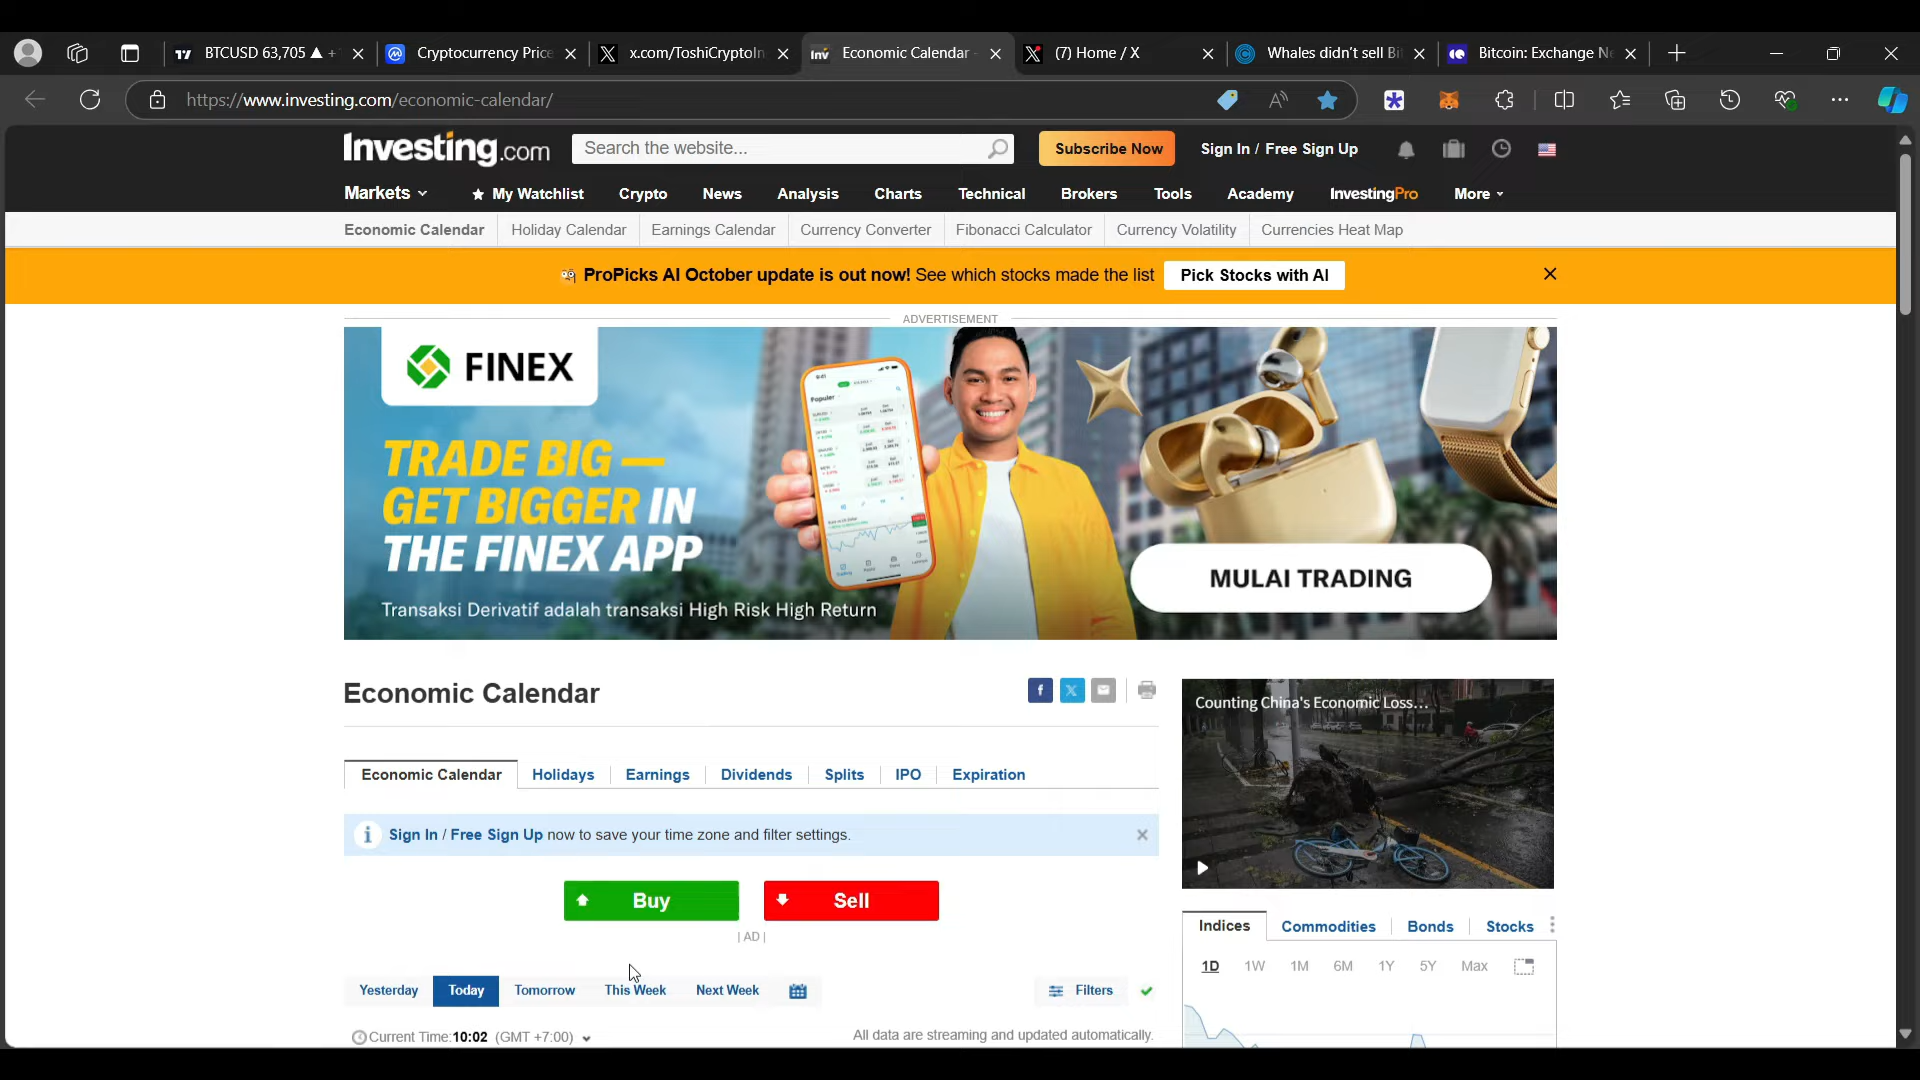 BTCUSD 63,705 ▲ +
Cryptocurrency Price
x.com/ToshiCryptoIn
Inv
Economic Calendar -
(7) Home / X
Whales didn't sell Bi
Bitcoin: Exchange Ne
https://www.investing.com/economic-calendar/
Investing.com
Search the website...
Subscribe Now
Sign In / Free Sign Up
Markets
My Watchlist
Crypto
News
Analysis
Charts
Technical
Brokers
Tools
Academy
InvestingPro
More
Economic Calendar
Holiday Calendar
Earnings Calendar
Currency Converter
Fibonacci Calculator
Currency Volatility
Currencies Heat Map
ProPicks AI October update is out now! See which stocks made the list
Pick Stocks with AI
ADVERTISEMENT
FINEX
Populer
TRADE BIG —
GET BIGGER IN
THE FINEX APP
MULAI TRADING
Transaksi Derivatif adalah transaksi High Risk High Return
Economic Calendar
Counting China's Economic Loss...
Economic Calendar
Holidays
Earnings
Dividends
Splits
IPO
Expiration
Sign In / Free Sign Up now to save your time zone and filter settings.
Buy
Sell
| AD |
Indices
Commodities
Bonds
Stocks
1D
1W
1M
6M
1Y
5Y
Max
Yesterday
Today
Tomorrow
This Week
Next Week
Filters
Current Time:10:02 (GMT +7:00)
All data are streaming and updated automatically.